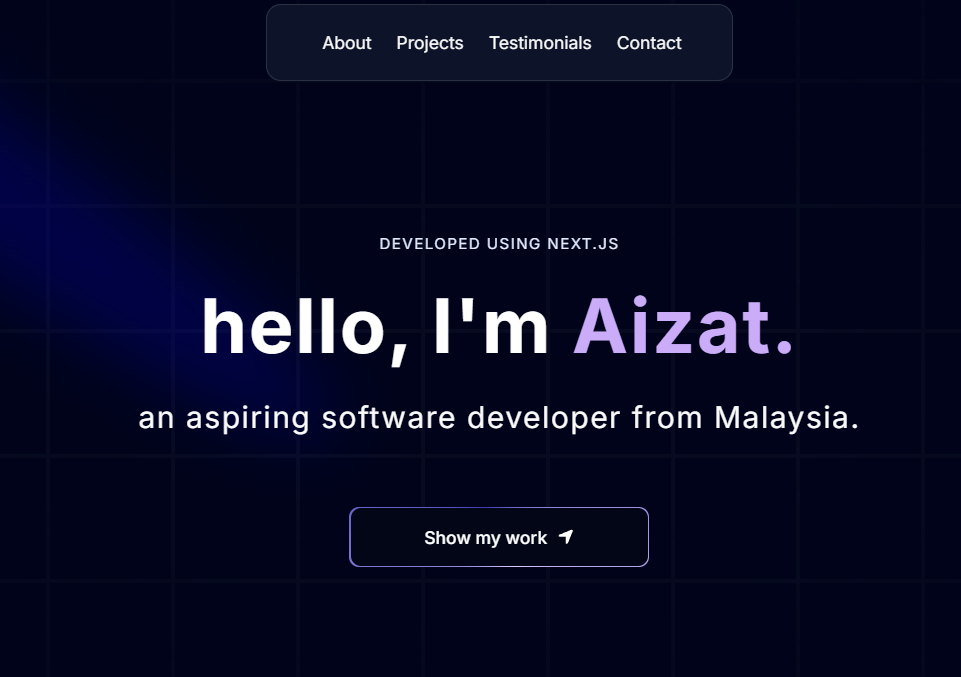 About Projects Testimonials Contact
DEVELOPED USING NEXT.JS
hello, I'm Aizat.
an aspiring software developer from Malaysia.
Show my work